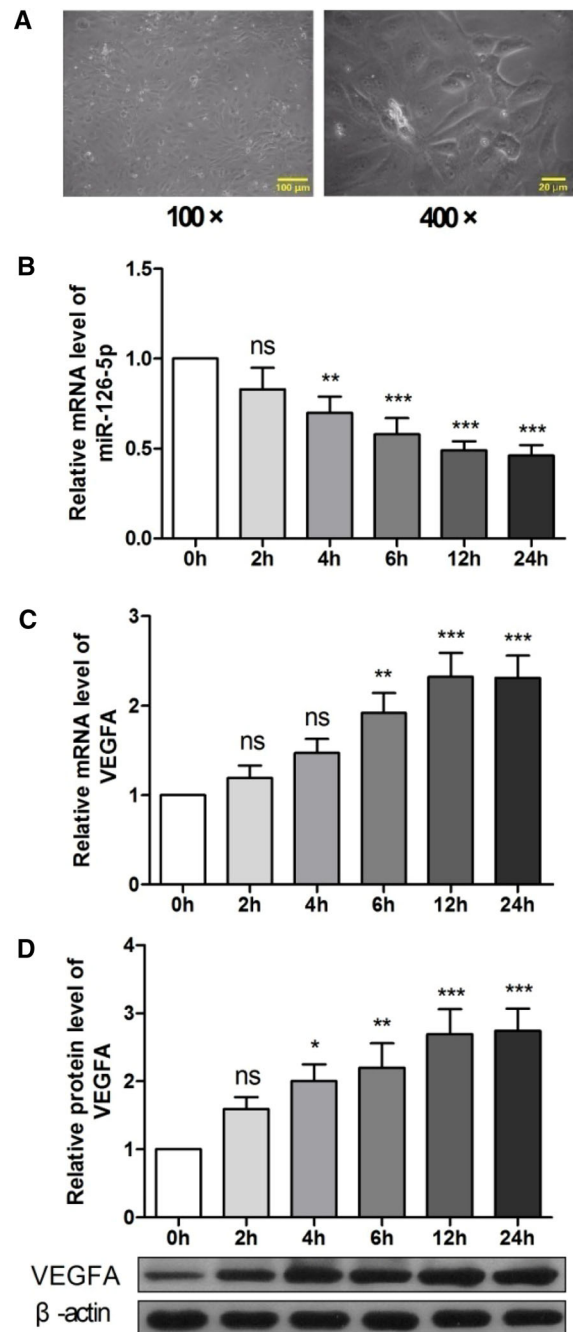 A
100 μm
20 μm
100 ×
400 ×
B
Relative mRNA level of
miR-126-5p
1.5
1.0
0.5
0.0
ns
**
***
***
***
0h
2h
4h
6h
12h
24h
C
Relative mRNA level of
VEGFA
3
2
1
0
ns
ns
**
***
***
0h
2h
4h
6h
12h
24h
D
Relative protein level of
VEGFA
4
3
2
1
0
ns
*
**
***
***
0h
2h
4h
6h
12h
24h
VEGFA
β -actin